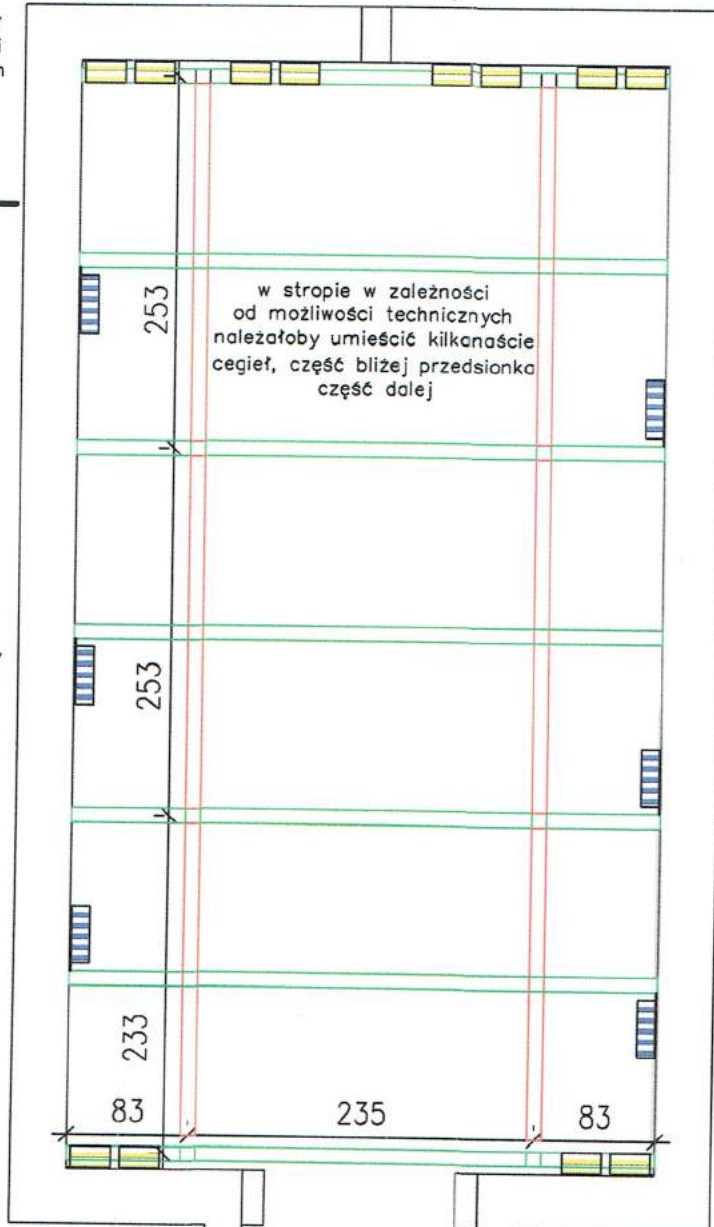 253
w stropie w zależności
od możliwości technicznych
należałoby umieścić kilkanaście
cegieł, część bliżej przedsionka
część dalej
253
233
83 235 83